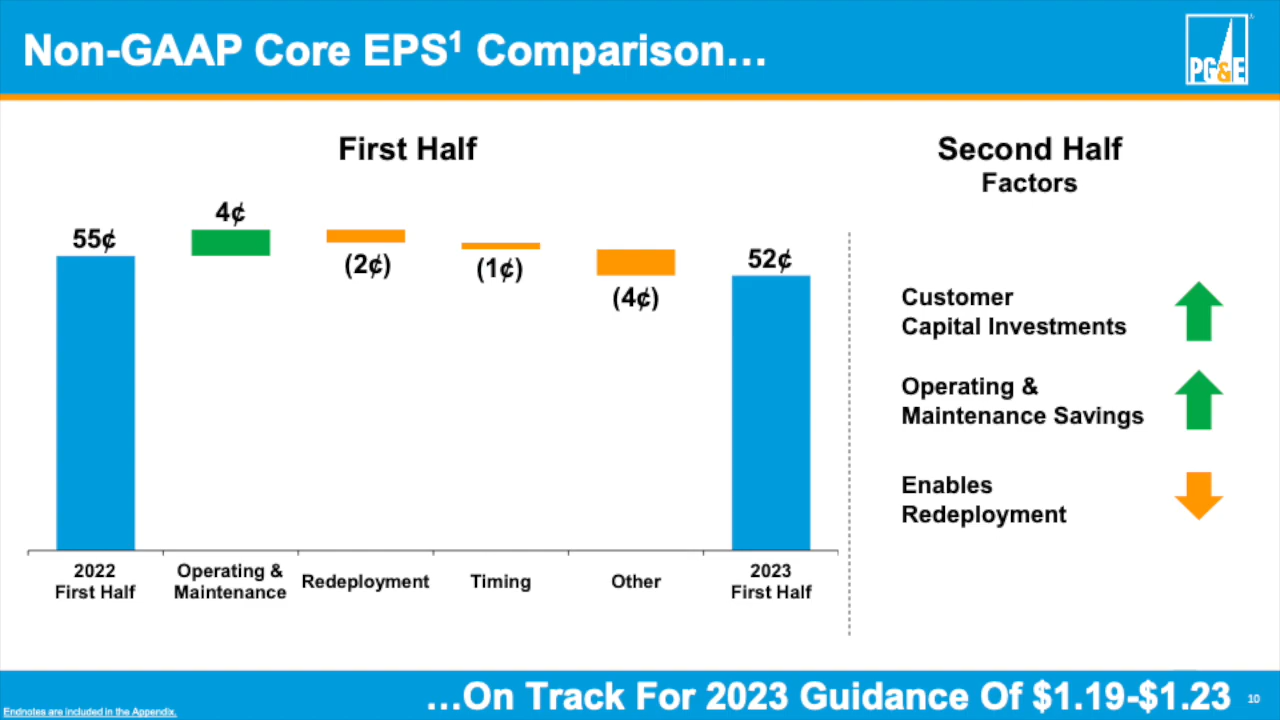 Non-GAAP Core EPS¹ Comparison...
PG&E
First Half
Second Half
Factors
55¢
4¢
(2¢)
(1¢)
(4¢)
52¢
2022
First Half
Operating &
Maintenance
Redeployment
Timing
Other
2023
First Half
Customer
Capital Investments
Operating &
Maintenance Savings
Enables
Redeployment
...On Track For 2023 Guidance Of $1.19-$1.23
Endnotes are included in the Appendix.
10